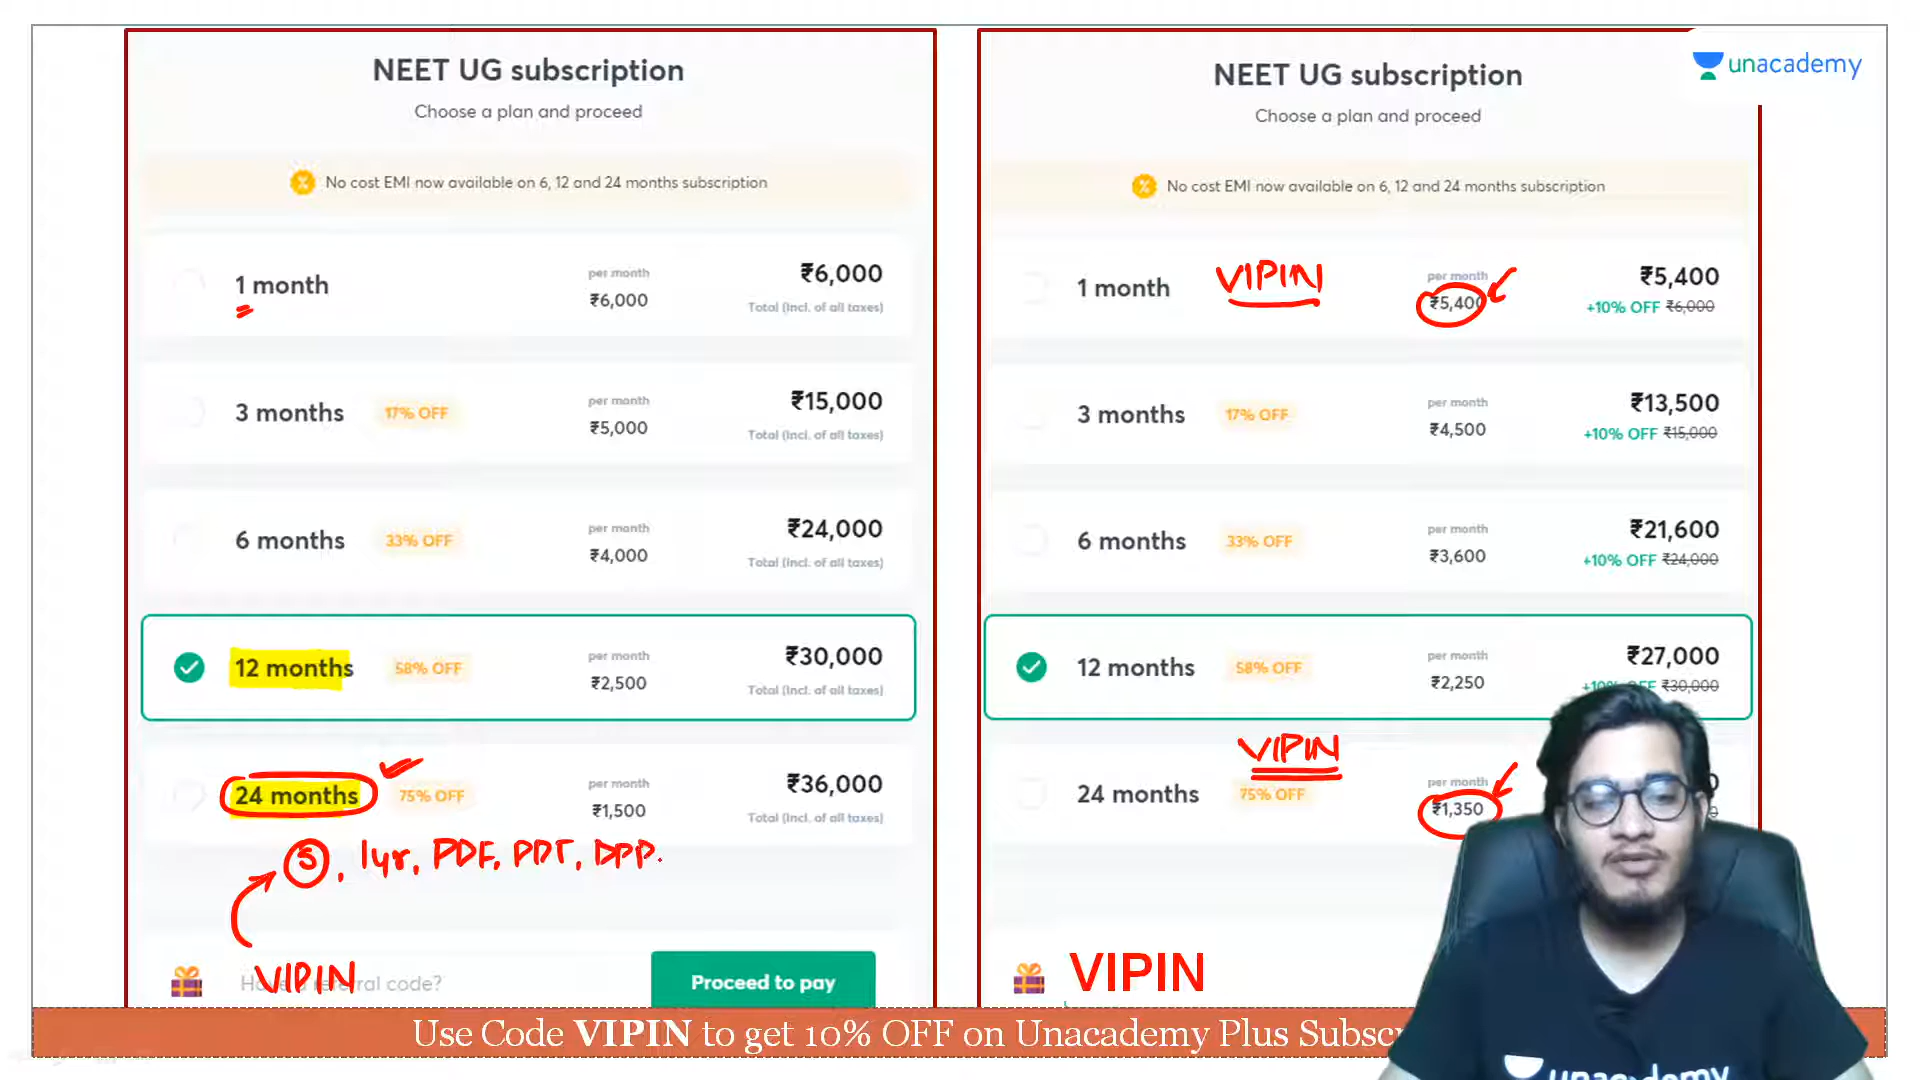 NEET UG subscription
Choose a plan and proceed
No cost EMI now available on 6, 12 and 24 months subscription
1 month
per month
₹6,000
₹6,000
Total (Incl. of all taxes)
3 months
17% OFF
per month
₹5,000
₹15,000
Total (Incl. of all taxes)
6 months
33% OFF
per month
₹4,000
₹24,000
Total (Incl. of all taxes)
12 months
58% OFF
per month
₹2,500
₹30,000
Total (Incl. of all taxes)
24 months
75% OFF
per month
₹1,500
₹36,000
Total (Incl. of all taxes)
1yr, PDF, PPT, DPP.
VIPIN
referral code?
Proceed to pay
unacademy
NEET UG subscription
Choose a plan and proceed
No cost EMI now available on 6, 12 and 24 months subscription
1 month
VIPIN
per month
₹5,400
₹5,400
+10% OFF ₹6,000
3 months
17% OFF
per month
₹4,500
₹13,500
+10% OFF ₹15,000
6 months
33% OFF
per month
₹3,600
₹21,600
+10% OFF ₹24,000
12 months
58% OFF
per month
₹2,250
₹27,000
₹30,000
VIPIN
24 months
75% OFF
per month
₹1,350
VIPIN
Use Code VIPIN to get 10% OFF on Unacademy Plus
unacademy